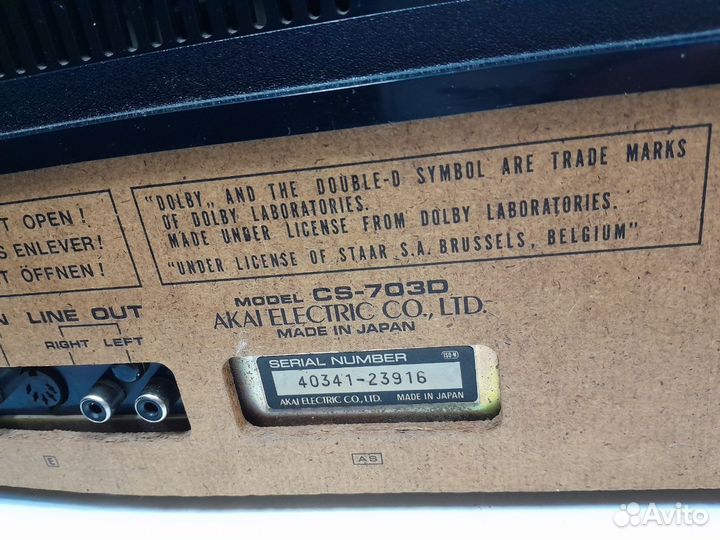 "DOLBY„ AND THE DOUBLE-D SYMBOL ARE TRADE MARKS
OF DOLBY LABORATORIES.
MADE UNDER LICENSE FROM DOLBY LABORATORIES.
"UNDER LICENSE OF STAAR S.A. BRUSSELS, BELGIUM"
OPEN!
ENLEVER!
ÖFFNEN!
MODEL CS-703D
AKAI ELECTRIC CO., LTD.
MADE IN JAPAN
LINE OUT
RIGHT LEFT
SERIAL NUMBER
40341-23916
AKAI ELECTRIC CO., LTD. MADE IN JAPAN
E
AS
Avito